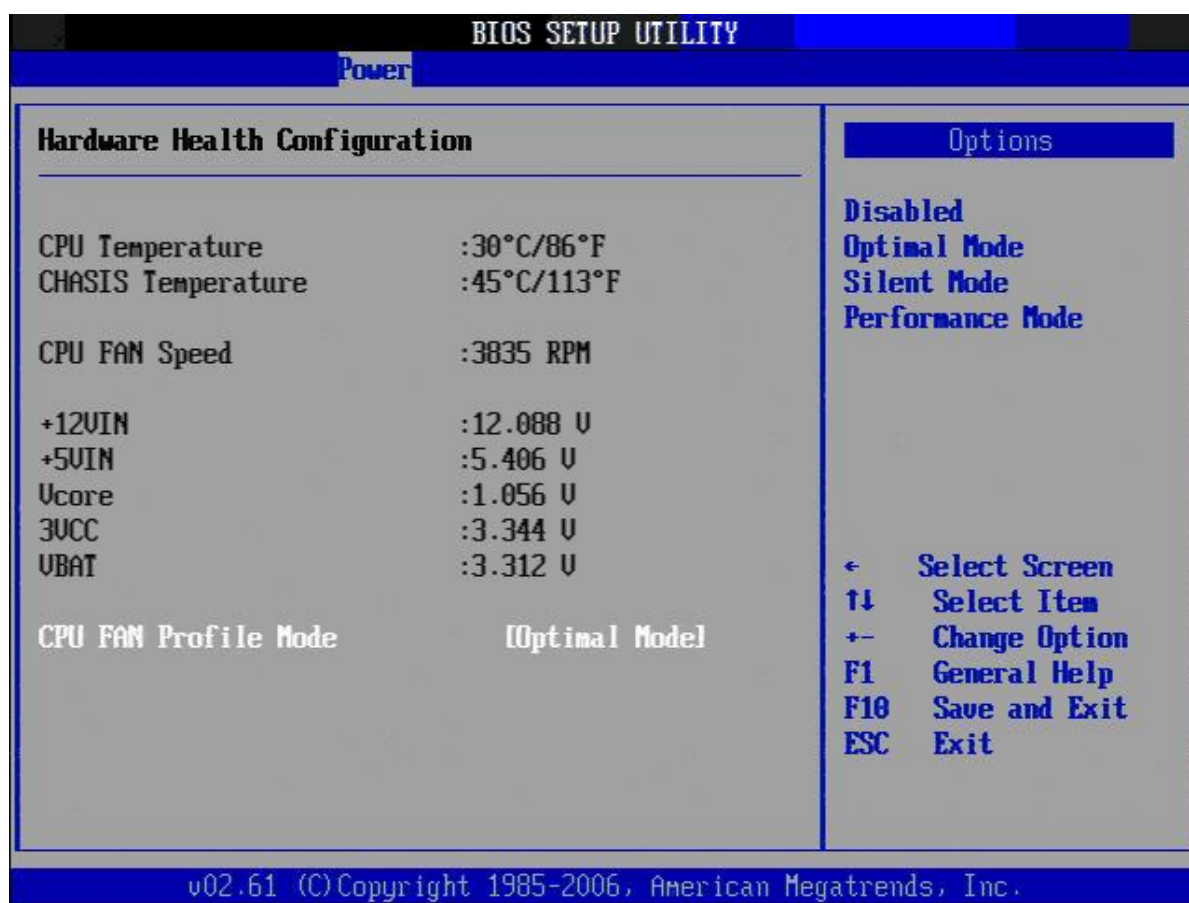 BIOS SETUP UTILITY
Power
Hardware Health Configuration
CPU Temperature :30°C/86°F
CHASIS Temperature :45°C/113°F
CPU FAN Speed :3835 RPM
+12VIN :12.088 V
+5VIN :5.406 V
Vcore :1.056 V
3VCC :3.344 V
VBAT :3.312 V
CPU FAN Profile Mode [Optimal Mode]
Options
Disabled
Optimal Mode
Silent Mode
Performance Mode
← Select Screen
↑↓ Select Item
+- Change Option
F1 General Help
F10 Save and Exit
ESC Exit
v02.61 (C)Copyright 1985-2006, American Megatrends, Inc.